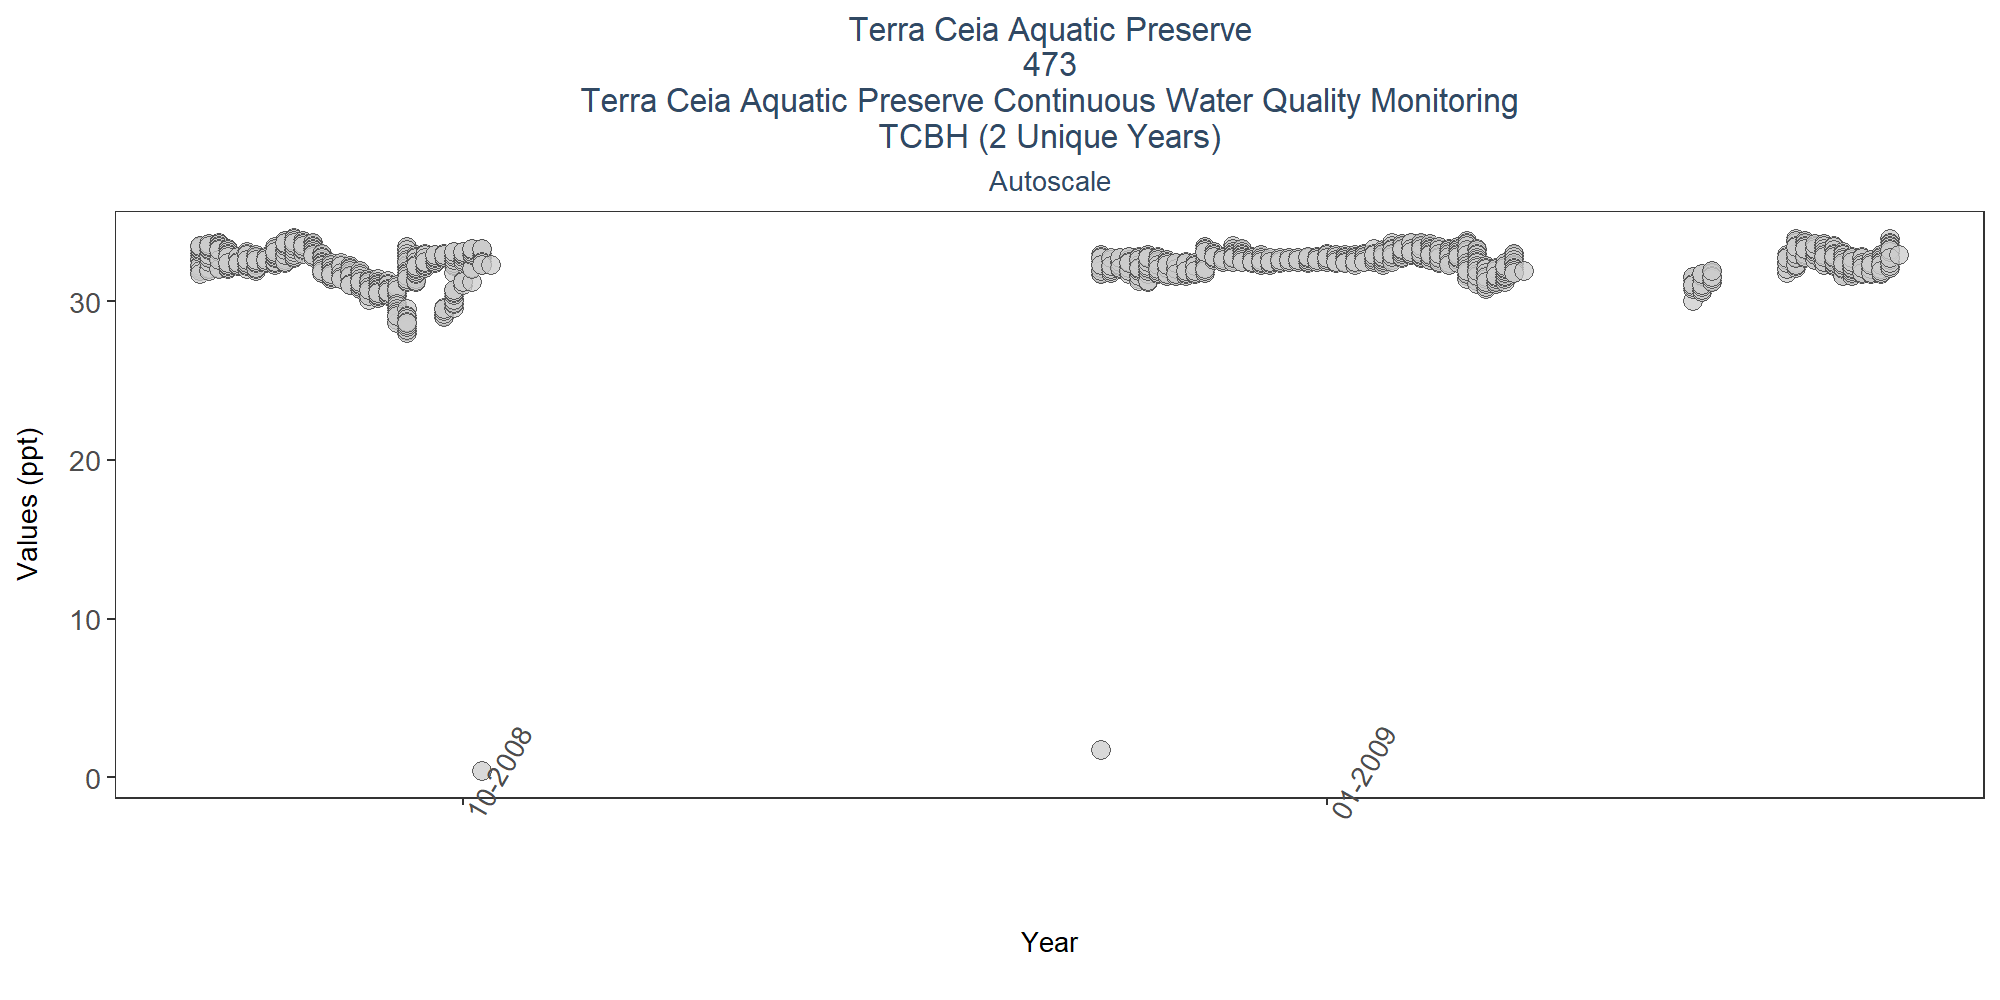 Terra Ceia Aquatic Preserve
473
Terra Ceia Aquatic Preserve Continuous Water Quality Monitoring
TCBH (2 Unique Years)
Autoscale
Values (ppt)
30
20
10
0
10-2008
01-2009
Year